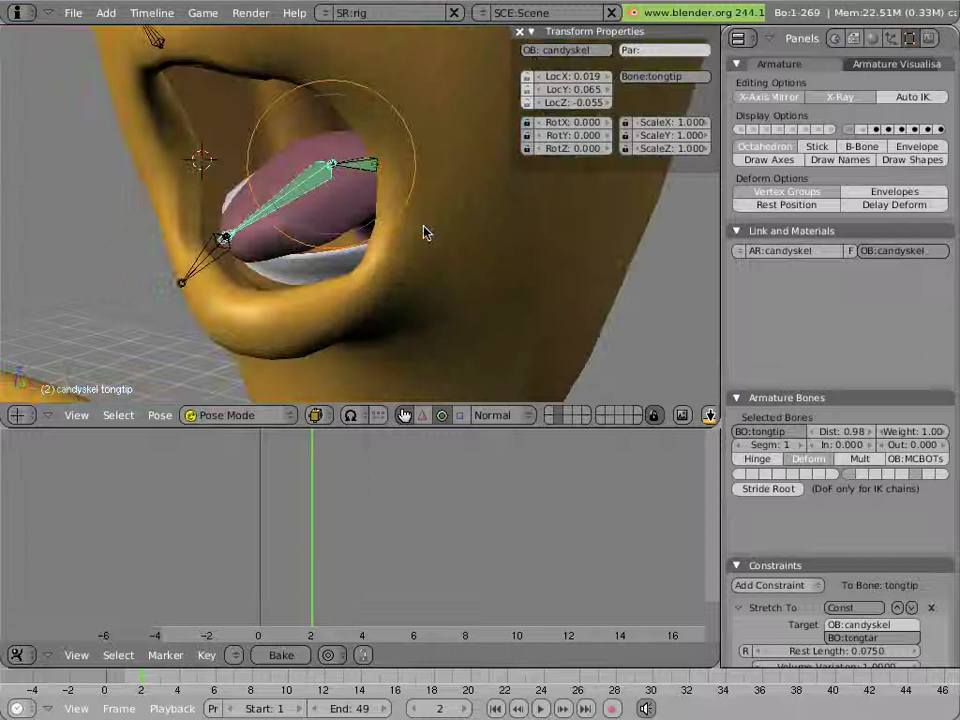 File Add Timeline Game Render Help SR:rig SCE:Scene www.blender.org 244.1 Bo:1-269 | Mem:22.51M (0.33M)
Transform Properties
OB: candyskel Par:
LocX: 0.019 Bone:tongtip
LocY: 0.065
LocZ: -0.055
RotX: 0.000 ScaleX: 1.000
RotY: 0.000 ScaleY: 1.000
RotZ: 0.000 ScaleZ: 1.000
(2) candyskel tongtip
View Select Pose Pose Mode Normal
-6 -4 -2 0 2 4 6 8 10 12 14 16
View Select Marker Key Bake
Panels
Armature Armature Visualisa
Editing Options
X-Axis Mirror X-Ray Auto IK
Display Options
Octahedron Stick B-Bone Envelope
Draw Axes Draw Names Draw Shapes
Deform Options
Vertex Groups Envelopes
Rest Position Delay Deform
Link and Materials
AR:candyskel F OB:candyskel
Armature Bones
Selected Bones
BO:tongtip Dist: 0.98 Weight: 1.00
Segm: 1 In: 0.000 Out: 0.000
Hinge Deform Mult OB:MCBOTs
Stride Root (DoF only for IK chains)
Constraints
Add Constraint To Bone: tongtip
Stretch To Const
Target OB:candyskel
BO:tongtar
R Rest Length: 0.0750
Volume Variation: 1.0000
-4 -2 0 2 4 6 8 10 12 14 16 18 20 22 24 26 28 30 32 34 36 38 40 42 44 46
View Frame Playback Pr Start: 1 End: 49 2